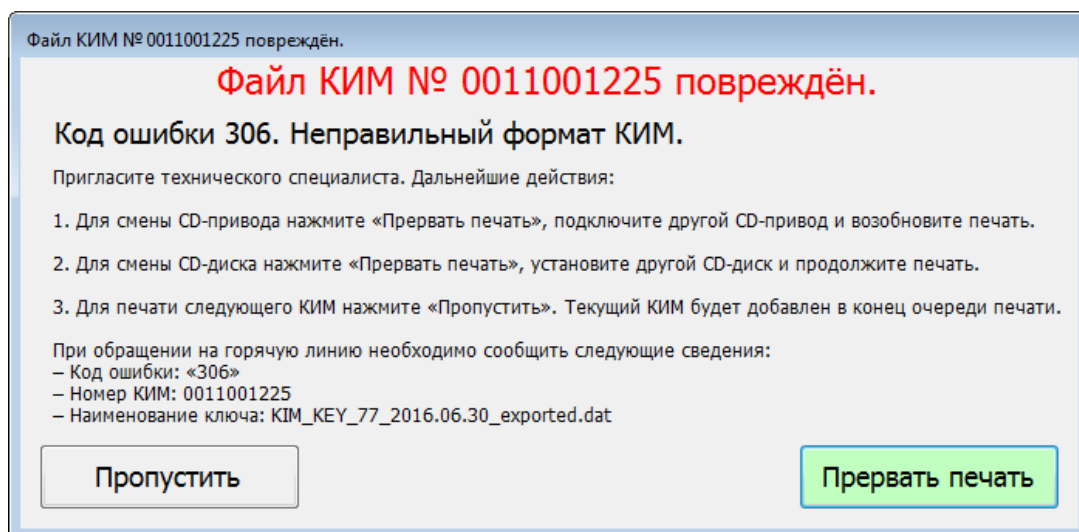 Файл КИМ № 0011001225 повреждён.
Файл КИМ № 0011001225 повреждён.
Код ошибки 306. Неправильный формат КИМ.
Пригласите технического специалиста. Дальнейшие действия:
1. Для смены CD-привода нажмите «Прервать печать», подключите другой CD-привод и возобновите печать.
2. Для смены CD-диска нажмите «Прервать печать», установите другой CD-диск и продолжите печать.
3. Для печати следующего КИМ нажмите «Пропустить». Текущий КИМ будет добавлен в конец очереди печати.
При обращении на горячую линию необходимо сообщить следующие сведения:
– Код ошибки: «306»
– Номер КИМ: 0011001225
– Наименование ключа: KIM_KEY_77_2016.06.30_exported.dat
Пропустить
Прервать печать